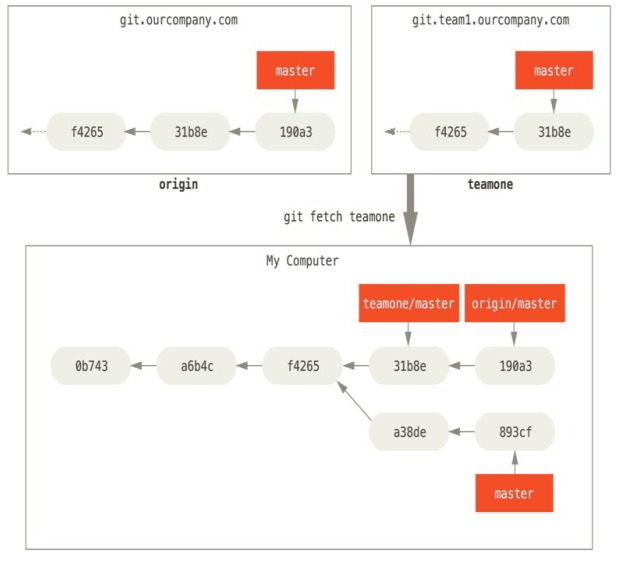 git.ourcompany.com
master
f4265
31b8e
190a3
origin
git.team1.ourcompany.com
master
f4265
31b8e
teamone
git fetch teamone
My Computer
teamone/master
origin/master
0b743
a6b4c
f4265
31b8e
190a3
a38de
893cf
master